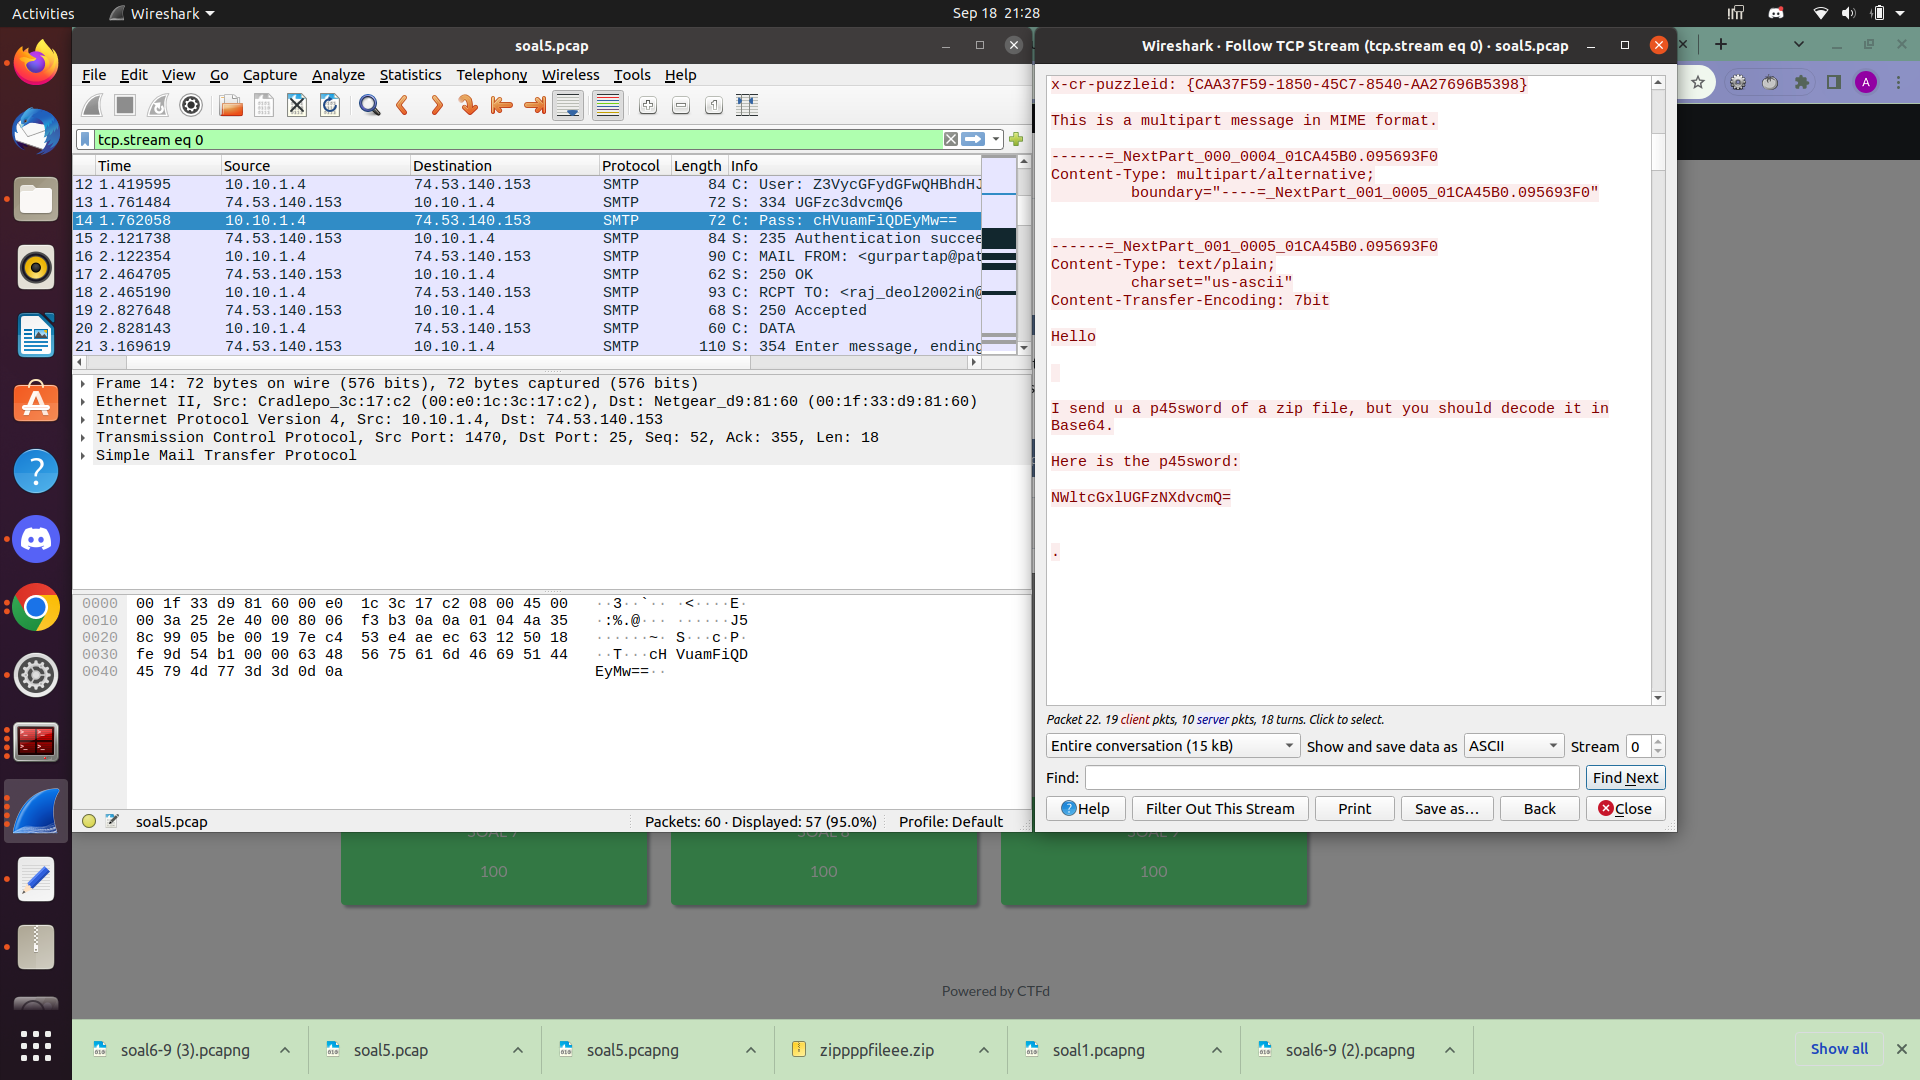 Activities
Wireshark
Sep 18 21:28
soal5.pcap
File Edit View Go Capture Analyze Statistics Telephony Wireless Tools Help
tcp.stream eq 0
Time Source Destination Protocol Length Info
12 1.419595 10.10.1.4 74.53.140.153 SMTP 84 C: User: Z3VycGFydGFwQHBhdHJ
13 1.761484 74.53.140.153 10.10.1.4 SMTP 72 S: 334 UGFzc3dvcmQ6
14 1.762058 10.10.1.4 74.53.140.153 SMTP 72 C: Pass: cHVuamFiQDEyMw==
15 2.121738 74.53.140.153 10.10.1.4 SMTP 84 S: 235 Authentication succee
16 2.122354 10.10.1.4 74.53.140.153 SMTP 90 C: MAIL FROM: <gurpartap@pat
17 2.464705 74.53.140.153 10.10.1.4 SMTP 62 S: 250 OK
18 2.465190 10.10.1.4 74.53.140.153 SMTP 93 C: RCPT TO: <raj_deol2002in@
19 2.827648 74.53.140.153 10.10.1.4 SMTP 68 S: 250 Accepted
20 2.828143 10.10.1.4 74.53.140.153 SMTP 60 C: DATA
21 3.169619 74.53.140.153 10.10.1.4 SMTP 110 S: 354 Enter message, ending
Frame 14: 72 bytes on wire (576 bits), 72 bytes captured (576 bits)
Ethernet II, Src: Cradlepo_3c:17:c2 (00:e0:1c:3c:17:c2), Dst: Netgear_d9:81:60 (00:1f:33:d9:81:60)
Internet Protocol Version 4, Src: 10.10.1.4, Dst: 74.53.140.153
Transmission Control Protocol, Src Port: 1470, Dst Port: 25, Seq: 52, Ack: 355, Len: 18
Simple Mail Transfer Protocol
0000 00 1f 33 d9 81 60 00 e0 1c 3c 17 c2 08 00 45 00 ··3··`·· ·<····E·
0010 00 3a 25 2e 40 00 80 06 f3 b3 0a 0a 01 04 4a 35 ·:%.@··· ······J5
0020 8c 99 05 be 00 19 7e c4 53 e4 ae ec 63 12 50 18 ······~· S···c·P·
0030 fe 9d 54 b1 00 00 63 48 56 75 61 6d 46 69 51 44 ··T···cH VuamFiQD
0040 45 79 4d 77 3d 3d 0d 0a EyMw==··
soal5.pcap
Packets: 60 · Displayed: 57 (95.0%)
Profile: Default
Wireshark · Follow TCP Stream (tcp.stream eq 0) · soal5.pcap
x-cr-puzzleid: {CAA37F59-1850-45C7-8540-AA27696B5398}
This is a multipart message in MIME format.
------=_NextPart_000_0004_01CA45B0.095693F0
Content-Type: multipart/alternative;
boundary="----=_NextPart_001_0005_01CA45B0.095693F0"
------=_NextPart_001_0005_01CA45B0.095693F0
Content-Type: text/plain;
charset="us-ascii"
Content-Transfer-Encoding: 7bit
Hello
I send u a p45sword of a zip file, but you should decode it in
Base64.
Here is the p45sword:
NWltcGxlUGFzNXdvcmQ=
.
Packet 22. 19 client pkts, 10 server pkts, 18 turns. Click to select.
Entire conversation (15 kB) Show and save data as ASCII Stream 0
Find: Find Next
Help Filter Out This Stream Print Save as… Back Close
A
100 100 100
Powered by CTFd
soal6-9 (3).pcapng soal5.pcap soal5.pcapng zippppfileee.zip soal1.pcapng soal6-9 (2).pcapng Show all